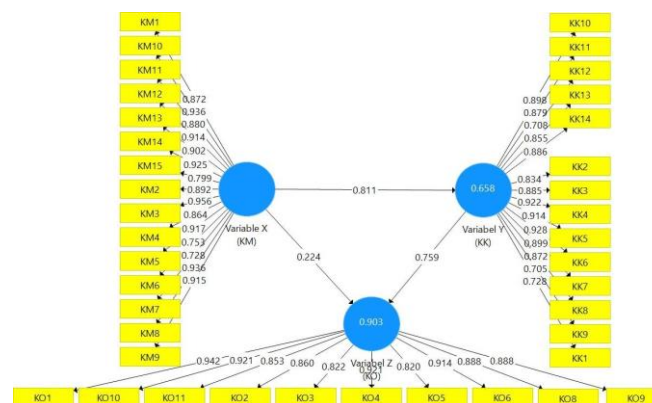 KM1
KM10
KM11
KM12
KM13
KM14
KM15
KM2
KM3
KM4
KM5
KM6
KM7
KM8
KM9
0.872
0.936
0.880
0.914
0.902
0.925
0.799
0.892
0.956
0.864
0.917
0.753
0.728
0.936
0.915
Variable X
(KM)
0.811
0.224
0.658
Variabel Y
(KK)
0.759
0.898
0.879
0.708
0.855
0.886
0.834
0.885
0.922
0.914
0.928
0.899
0.872
0.705
0.728
KK10
KK11
KK12
KK13
KK14
KK2
KK3
KK4
KK5
KK6
KK7
KK8
KK9
KK1
0.903
Variabel Z
(KO)
0.942
0.921
0.853
0.860
0.822
0.921
0.820
0.914
0.888
0.888
KO1
KO10
KO11
KO2
KO3
KO4
KO5
KO6
KO8
KO9